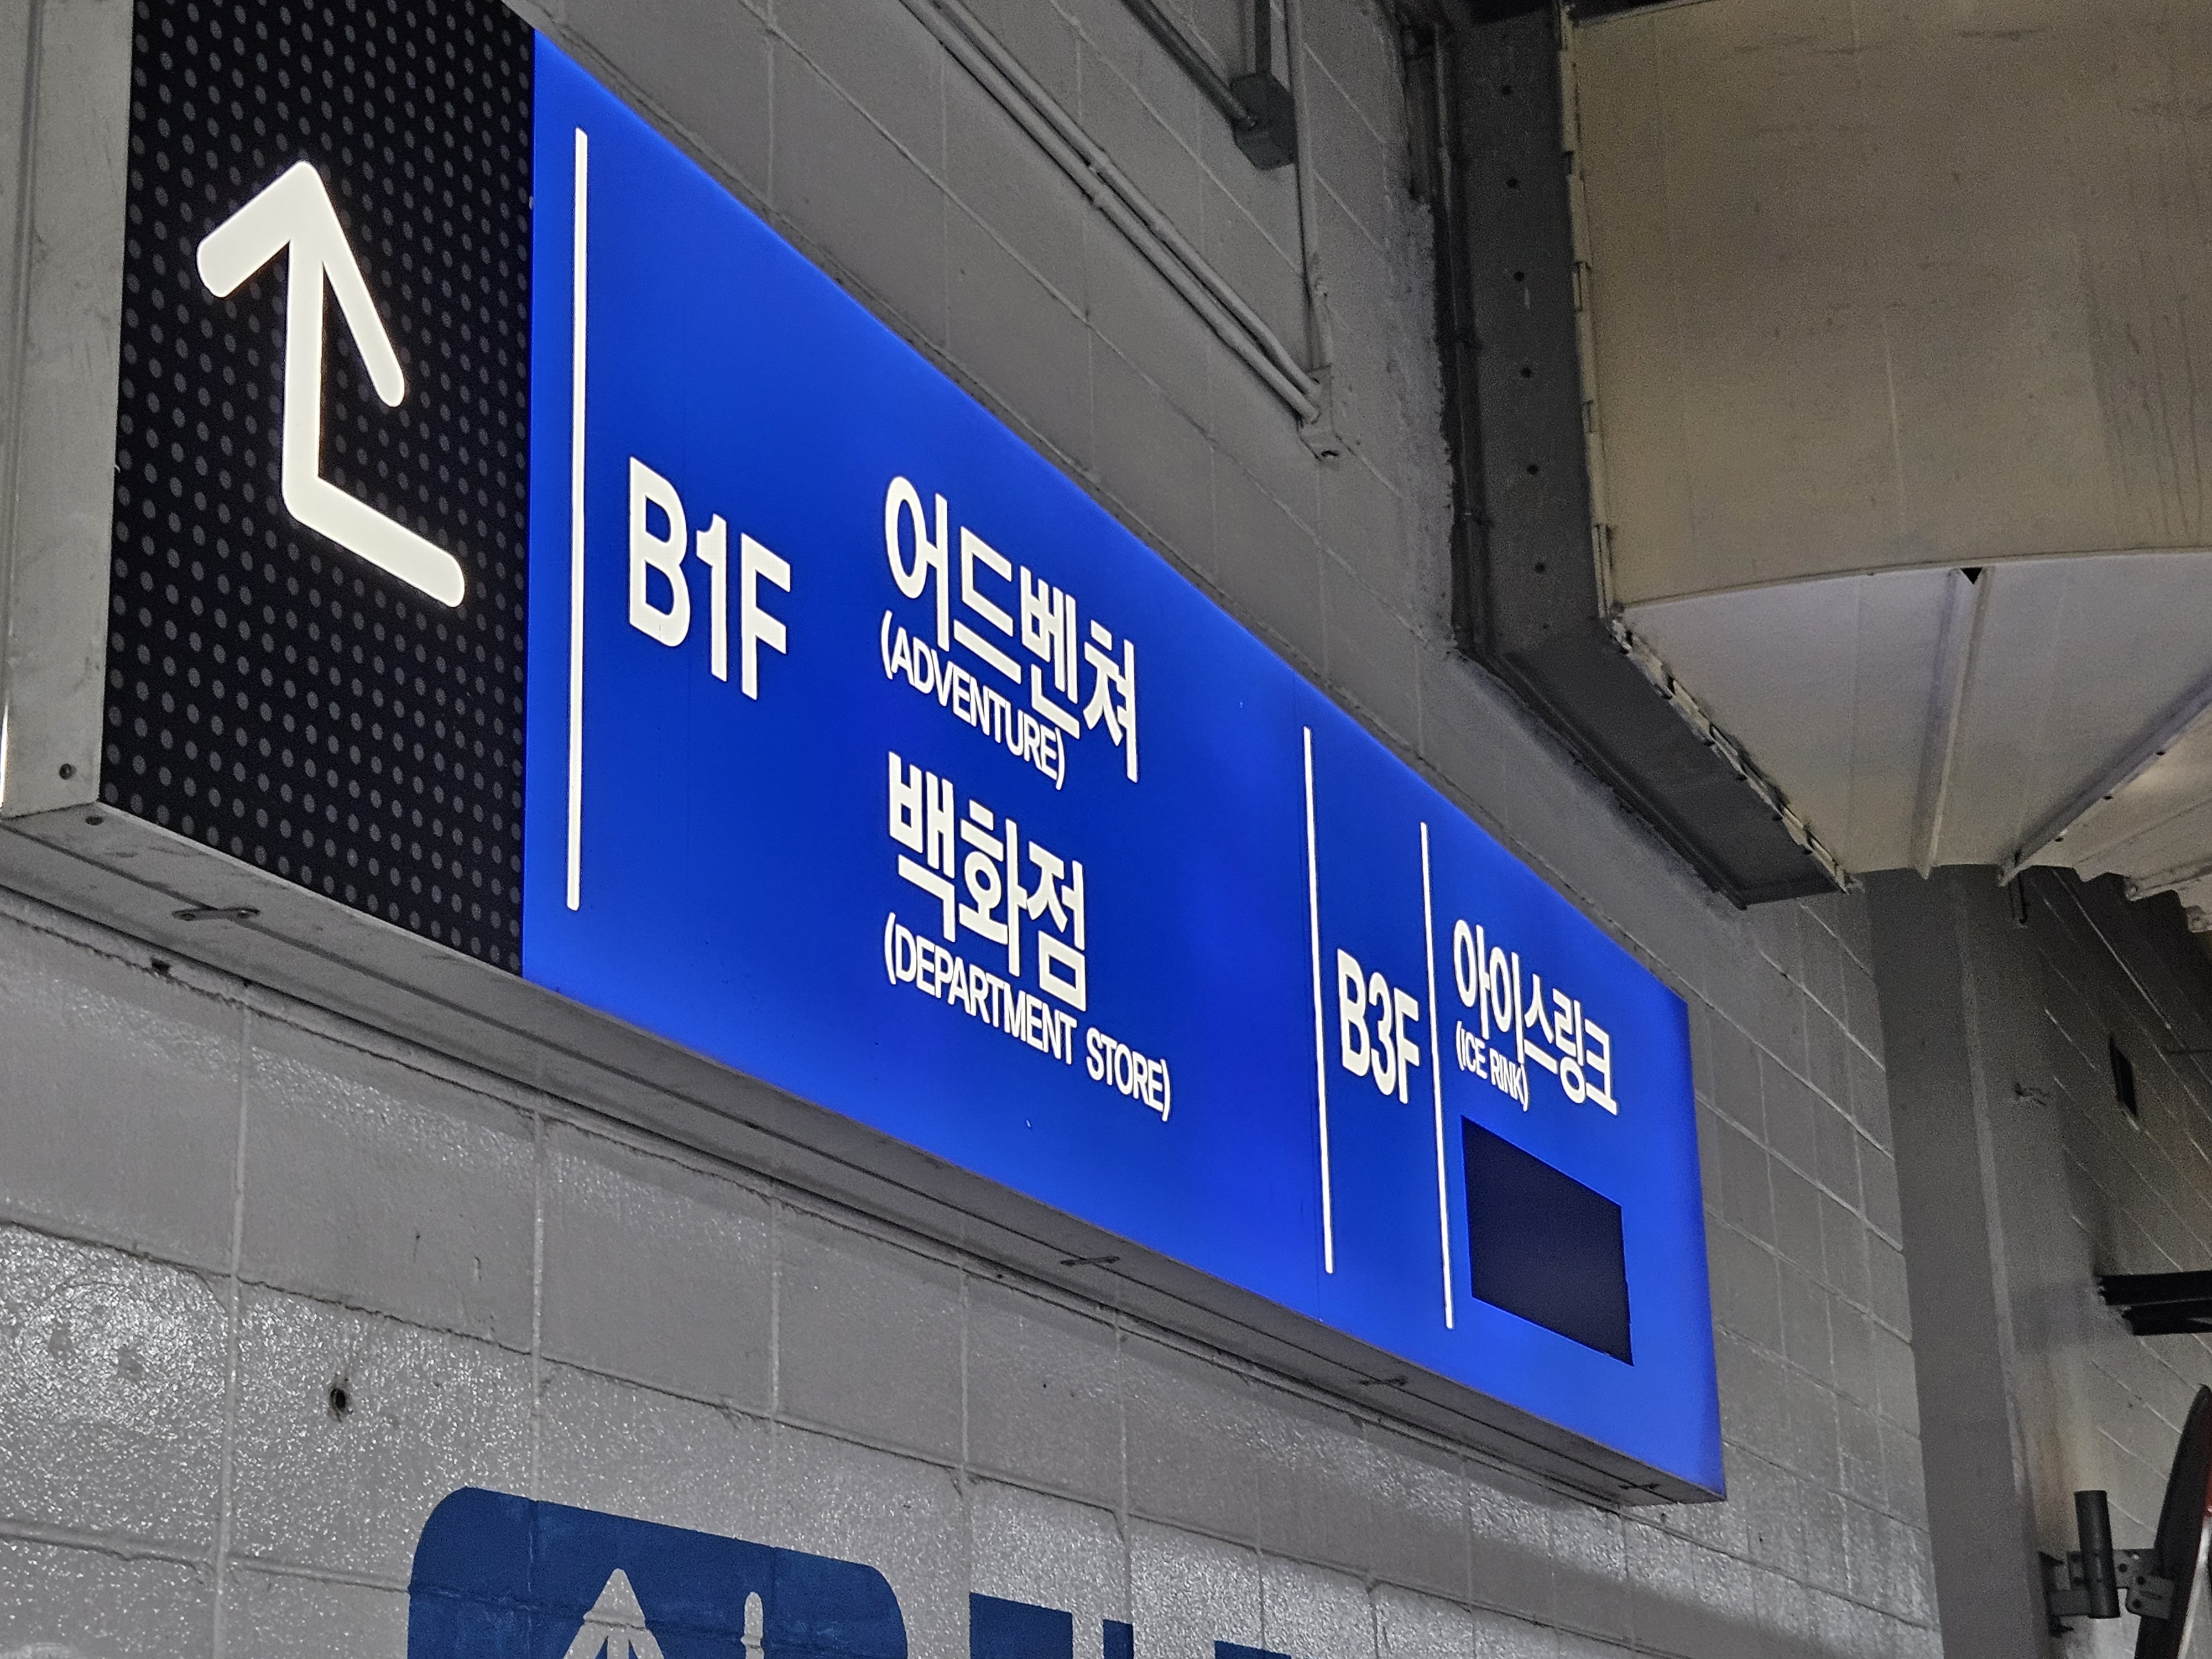 B1F
어드벤쳐
(ADVENTURE)
백화점
(DEPARTMENT STORE)
B3F
아이스링크
(ICE RINK)